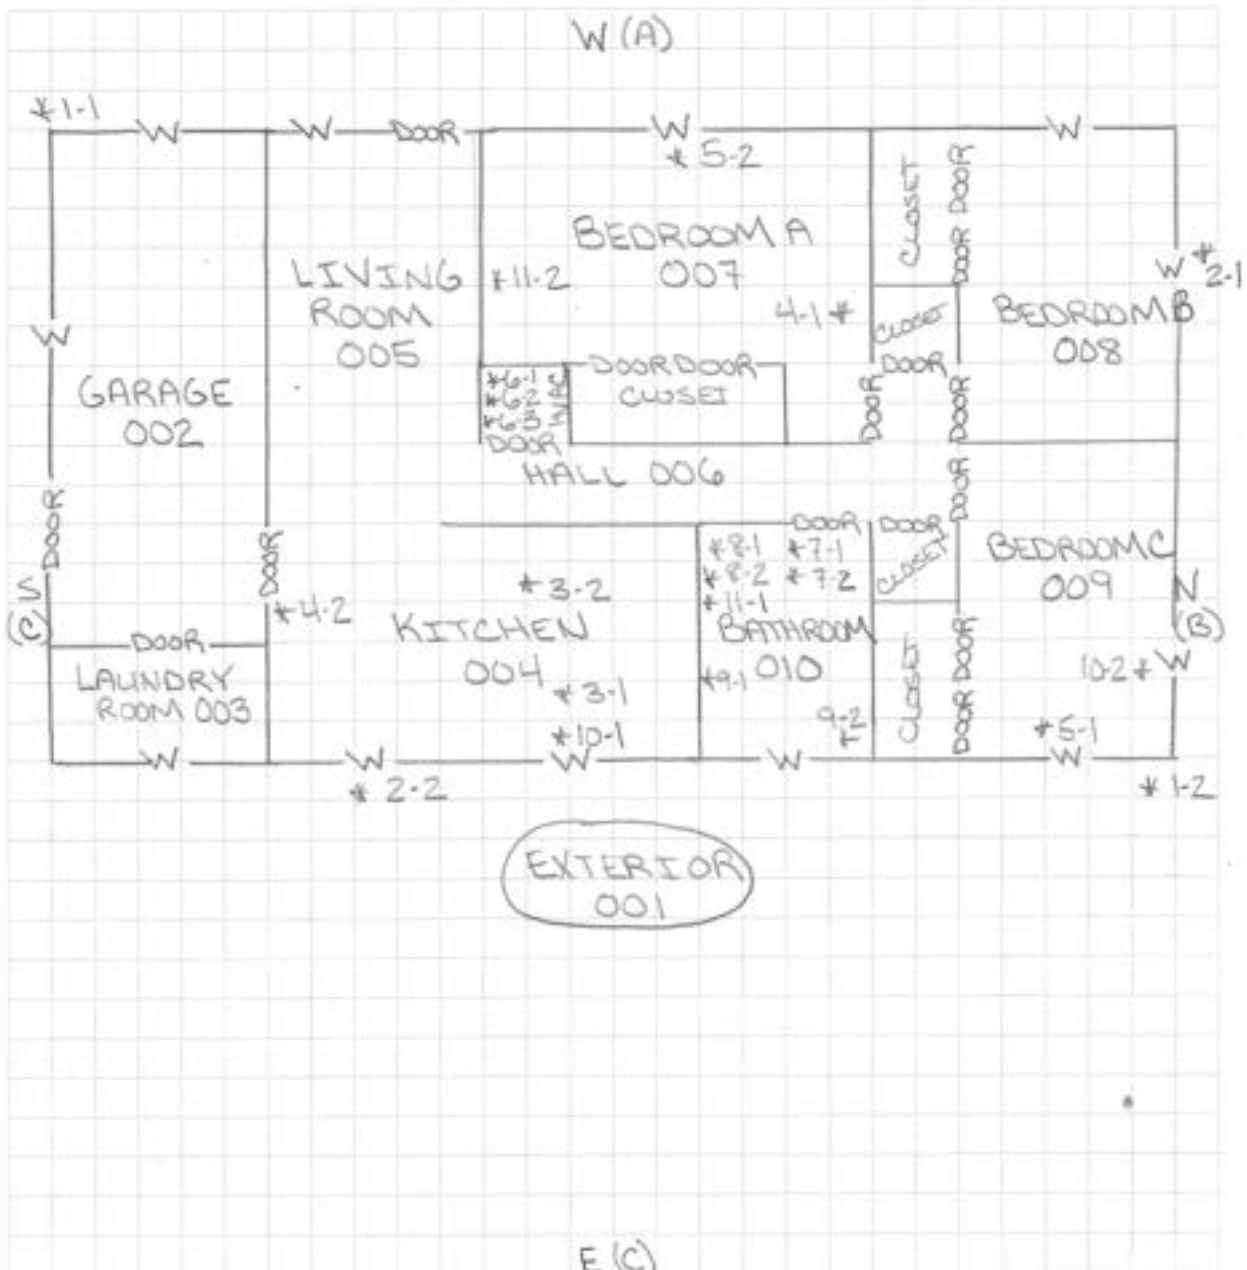 W (A)
*1-1
W
W
DOOR
W
* 5-2
W
CLOSET
DOOR
DOOR
BEDROOM A
007
LIVING
ROOM
005
*11-2
4-1 *
W *
2-1
CLOSET
BEDROOM B
008
W
GARAGE
002
DOOR DOOR
CLOSET
*6-1
*6-2
*6-3
HVAC
DOOR
DOOR
DOOR
DOOR
HALL 006
DOOR
DOOR
DOOR
DOOR
DOOR
DOOR
CLOSET
*8-1 *7-1
*8-2 *7-2
*11-1
BATHROOM
010
*9-1
9-2
*
BEDROOM C
009
N
(B)
S
(C)
*3-2
*4-2
KITCHEN
004
*3-1
*10-1
DOOR
LAUNDRY
ROOM 003
CLOSET
DOOR
DOOR
10-2 * W
*5-1
W
W
W
W
W
* 2-2
* 1-2
EXTERIOR
001
E (C)